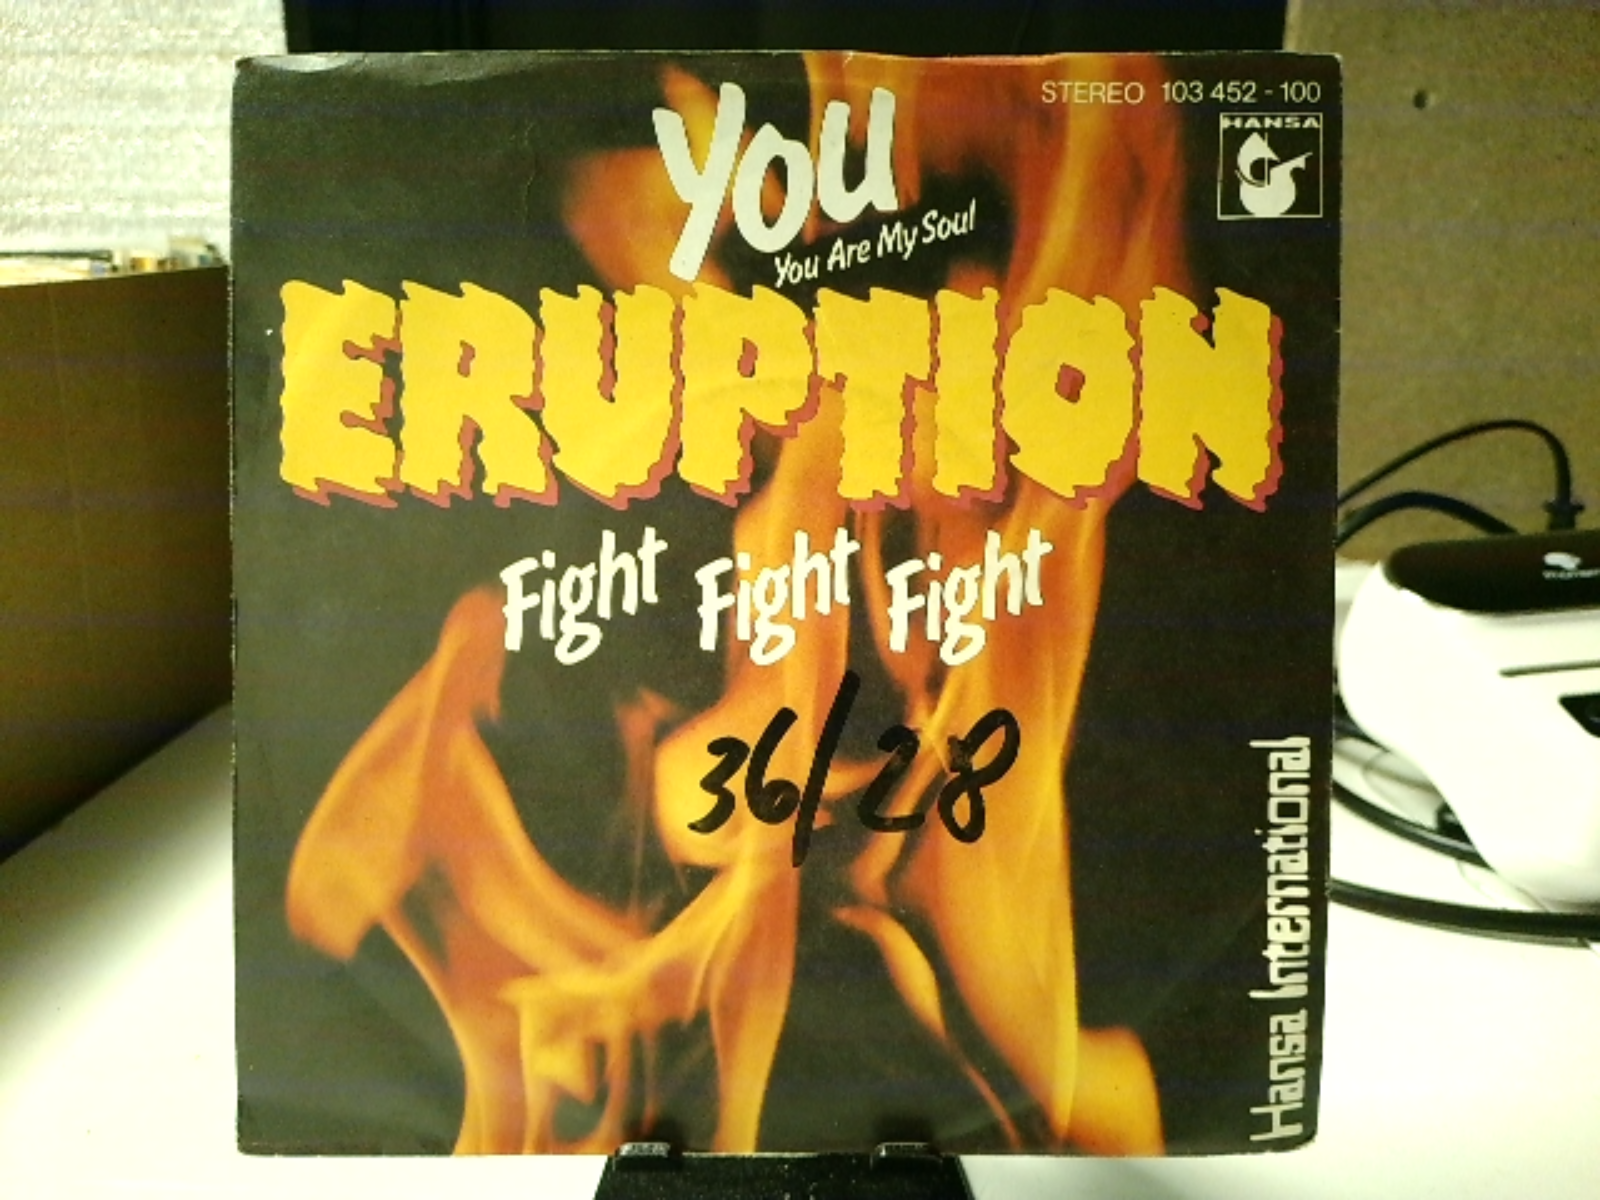 STEREO 103 452 - 100
HANSA
You
You Are My Soul
ERUPTION
Fight Fight Fight
36/28
Hansa International